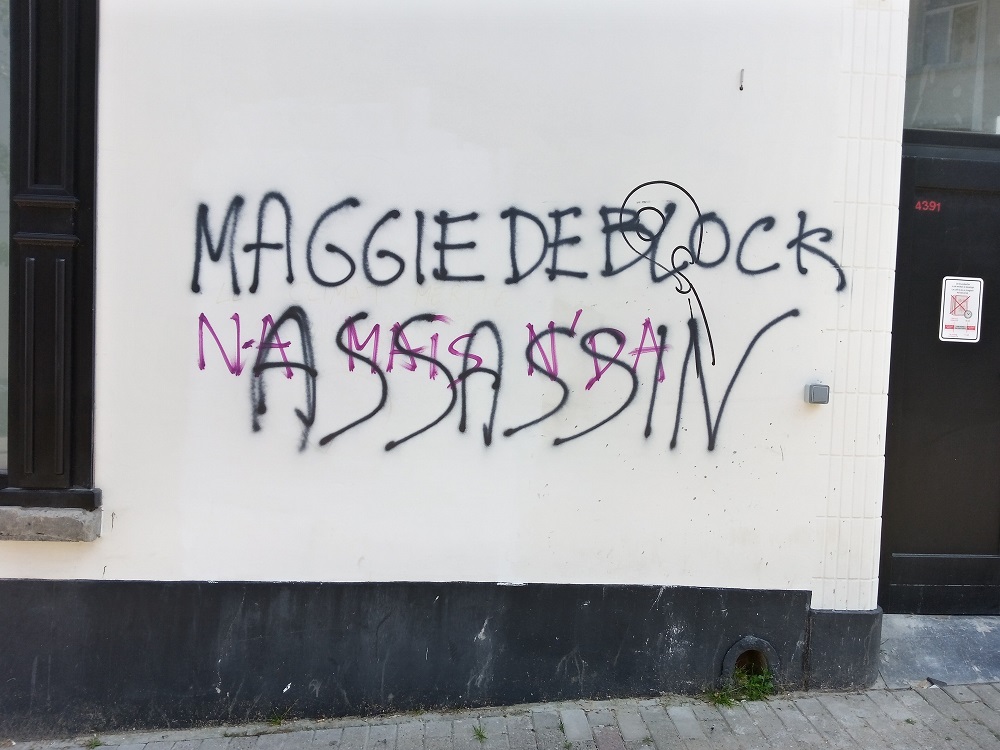 MAGGIE DE BLOCK
NA MAIS N'DA
ASSASSIN
4391